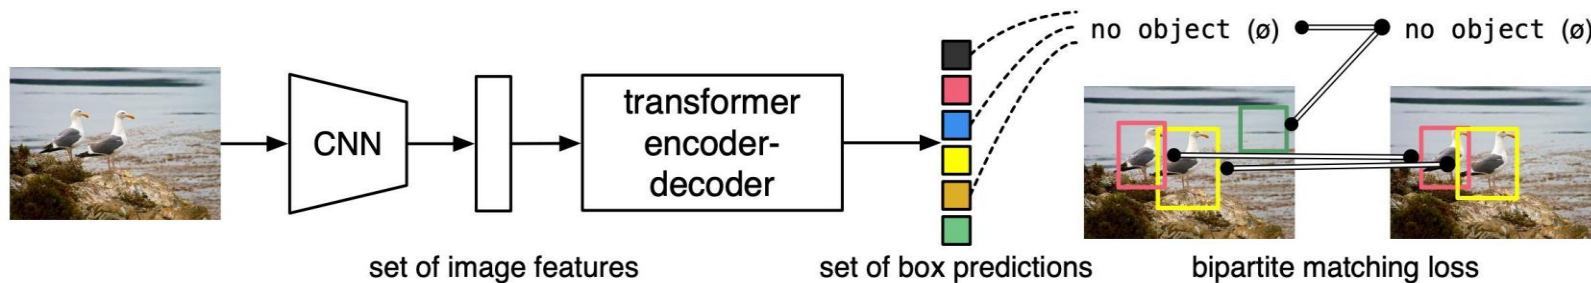 no object (ø) no object (ø)
CNN
transformer
encoder-
decoder
set of image features
set of box predictions
bipartite matching loss